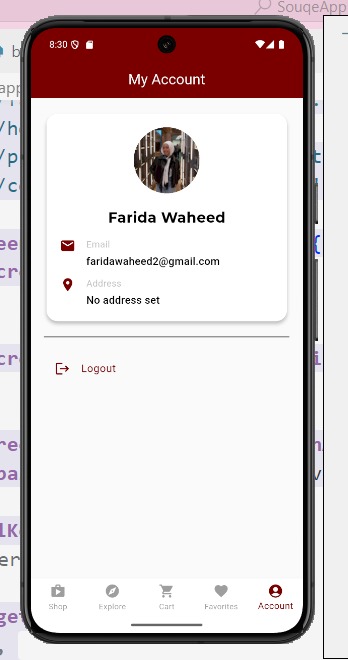 SouqeApp
8:30
My Account
Farida Waheed
Email
faridawaheed2@gmail.com
Address
No address set
Logout
Shop
Explore
Cart
Favorites
Account